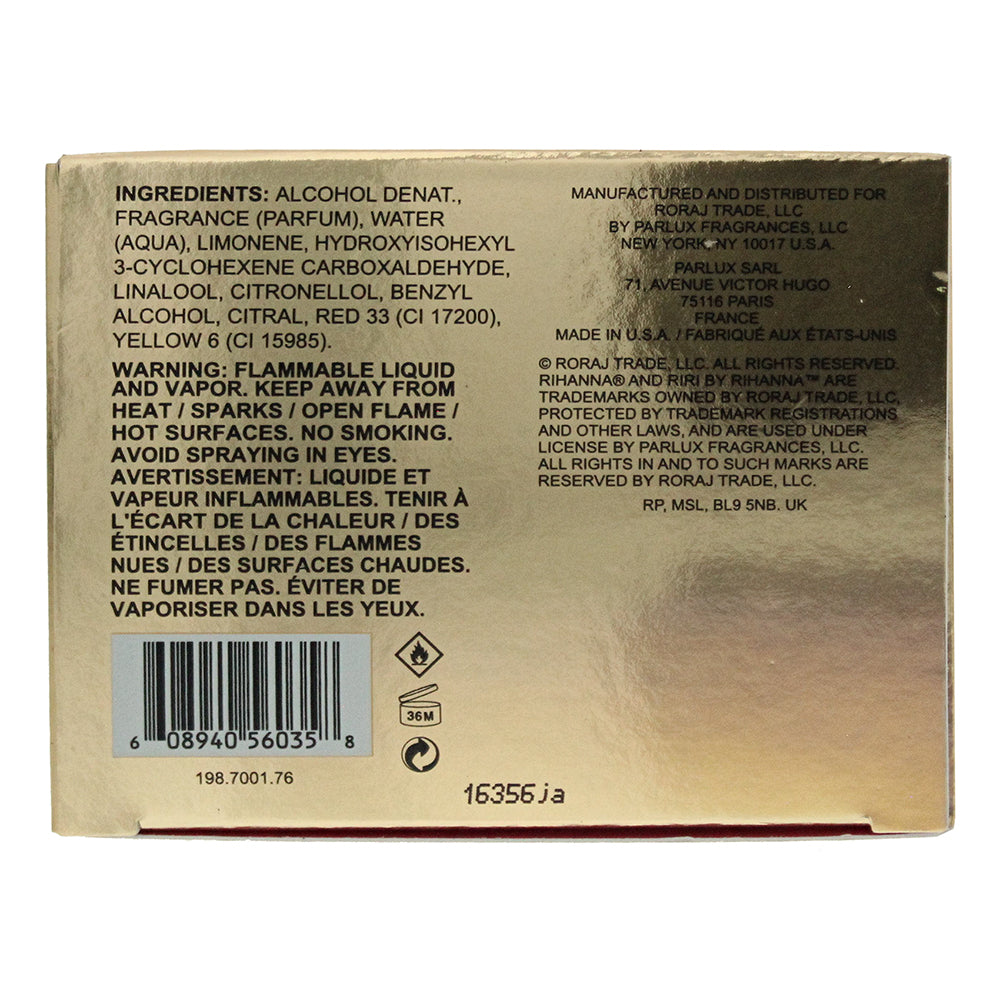 INGREDIENTS: ALCOHOL DENAT.,
FRAGRANCE (PARFUM), WATER
(AQUA), LIMONENE, HYDROXYISOHEXYL
3-CYCLOHEXENE CARBOXALDEHYDE,
LINALOOL, CITRONELLOL, BENZYL
ALCOHOL, CITRAL, RED 33 (CI 17200),
YELLOW 6 (CI 15985).
WARNING: FLAMMABLE LIQUID
AND VAPOR. KEEP AWAY FROM
HEAT / SPARKS / OPEN FLAME /
HOT SURFACES. NO SMOKING.
AVOID SPRAYING IN EYES.
AVERTISSEMENT: LIQUIDE ET
VAPEUR INFLAMMABLES. TENIR À
L'ÉCART DE LA CHALEUR / DES
ÉTINCELLES / DES FLAMMES
NUES / DES SURFACES CHAUDES.
NE FUMER PAS. ÉVITER DE
VAPORISER DANS LES YEUX.
6 08940 56035 8
198.7001.76
36M
MANUFACTURED AND DISTRIBUTED FOR
RORAJ TRADE, LLC
BY PARLUX FRAGRANCES, LLC
NEW YORK, NY 10017 U.S.A.
PARLUX SARL
71, AVENUE VICTOR HUGO
75116 PARIS
FRANCE
MADE IN U.S.A. / FABRIQUÉ AUX ÉTATS-UNIS
© RORAJ TRADE, LLC. ALL RIGHTS RESERVED.
RIHANNA® AND RIRI BY RIHANNA™ ARE
TRADEMARKS OWNED BY RORAJ TRADE, LLC,
PROTECTED BY TRADEMARK REGISTRATIONS
AND OTHER LAWS, AND ARE USED UNDER
LICENSE BY PARLUX FRAGRANCES, LLC.
ALL RIGHTS IN AND TO SUCH MARKS ARE
RESERVED BY RORAJ TRADE, LLC.
RP, MSL, BL9 5NB. UK
16356ja